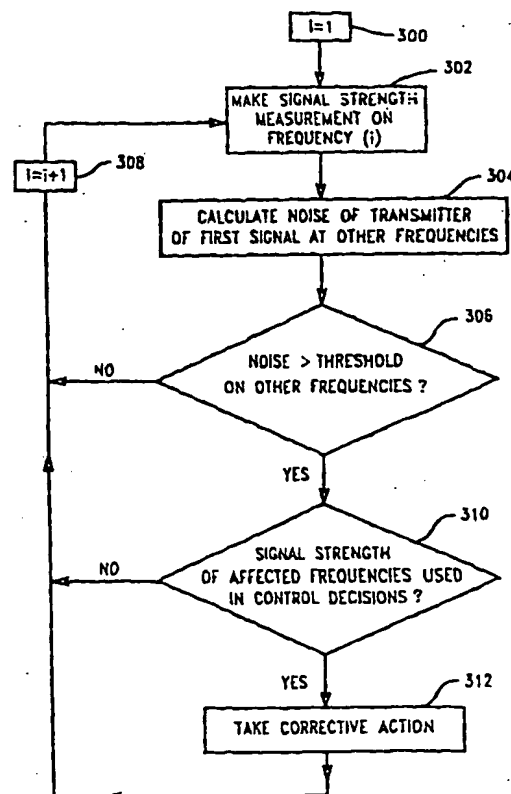 i=1
300
302
MAKE SIGNAL STRENGTH
MEASUREMENT ON
FREQUENCY (i)
i=i+1
308
304
CALCULATE NOISE OF TRANSMITTER
OF FIRST SIGNAL AT OTHER FREQUENCIES
306
NOISE > THRESHOLD
ON OTHER FREQUENCIES ?
NO
YES
310
SIGNAL STRENGTH
OF AFFECTED FREQUENCIES USED
IN CONTROL DECISIONS ?
NO
YES
312
TAKE CORRECTIVE ACTION